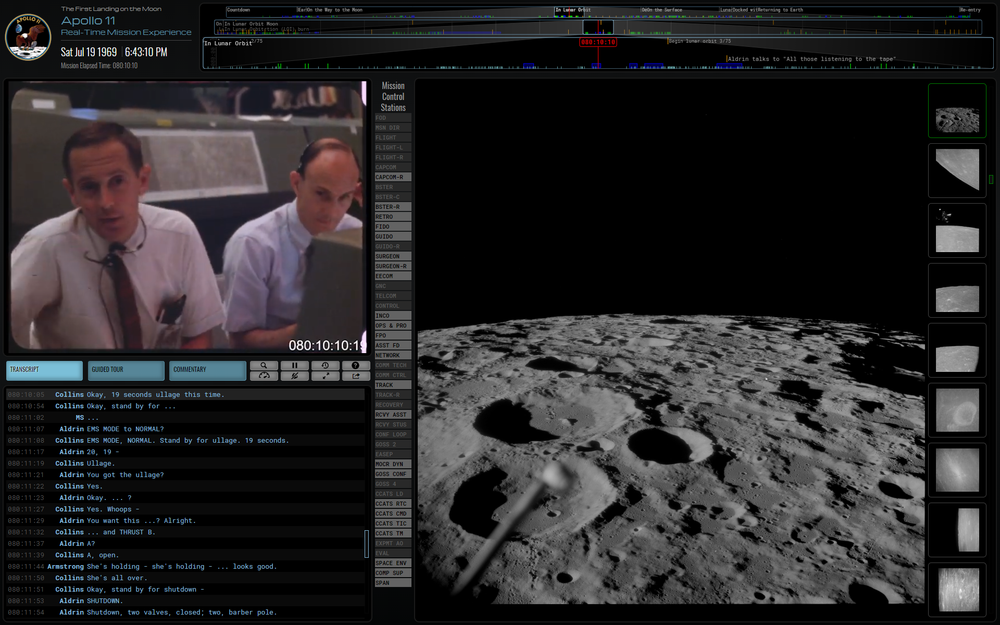 The First Landing on the Moon
Apollo 11
Real-Time Mission Experience
Sat Jul 19 1969 6:43:10 PM
Mission Elapsed Time: 080:10:10
APOLLO 11
Countdown
On the Way to the Moon
In Lunar Orbit
On the Surface
Docked wit
Returning to Earth
Re-entry
In Lunar Orbit Moon
In Lunar Orbit
(LOI) burn
In Lunar Orbit
2/75
080:10:10
Begin lunar orbit 3/75
Aldrin talks to "All those listening to the tape"
080:10:10:19
Mission
Control
Stations
FOD
MSN DIR
FLIGHT
FLIGHT-L
FLIGHT-R
CAPCOM
CAPCOM-R
BSTER
BSTER-C
BSTER-R
RETRO
FIDO
GUIDO
GUIDO-R
SURGEON
SURGEON-R
EECOM
GNC
TELCOM
CONTROL
INCO
OPS & PRO
FPO
ASST FD
NETWORK
COMM TECH
COMM CTRL
TRACK
TRACK-R
RECOVERY
RCVY ASST
RCVY STUS
CONF LOOP
GOSS 2
EASEP
MOCR DYN
GOSS CONF
GOSS 4
CCATS LD
CCATS RTC
CCATS CMD
CCATS TIC
CCATS TM
EXPMT AO
EVAL
SPACE ENV
COMP SUP
SPAN
TRANSCRIPT
GUIDED TOUR
COMMENTARY
080:10:05 Collins Okay, 19 seconds ullage this time.
080:10:54 Collins Okay, stand by for ...
080:11:02 MS ...
080:11:07 Aldrin EMS MODE to NORMAL?
080:11:08 Collins EMS MODE, NORMAL. Stand by for ullage. 19 seconds.
080:11:17 Aldrin 20, 19 -
080:11:19 Collins Ullage.
080:11:21 Aldrin You got the ullage?
080:11:22 Collins Yes.
080:11:23 Aldrin Okay. ... ?
080:11:27 Collins Yes. Whoops -
080:11:29 Aldrin You want this ...? Alright.
080:11:32 Collins ... and THRUST B.
080:11:37 Aldrin A?
080:11:39 Collins A, open.
080:11:44 Armstrong She's holding - she's holding - ... looks good.
080:11:50 Collins She's all over.
080:11:51 Collins Okay, stand by for shutdown -
080:11:53 Aldrin SHUTDOWN.
080:11:54 Aldrin Shutdown, two valves, closed; two, barber pole.